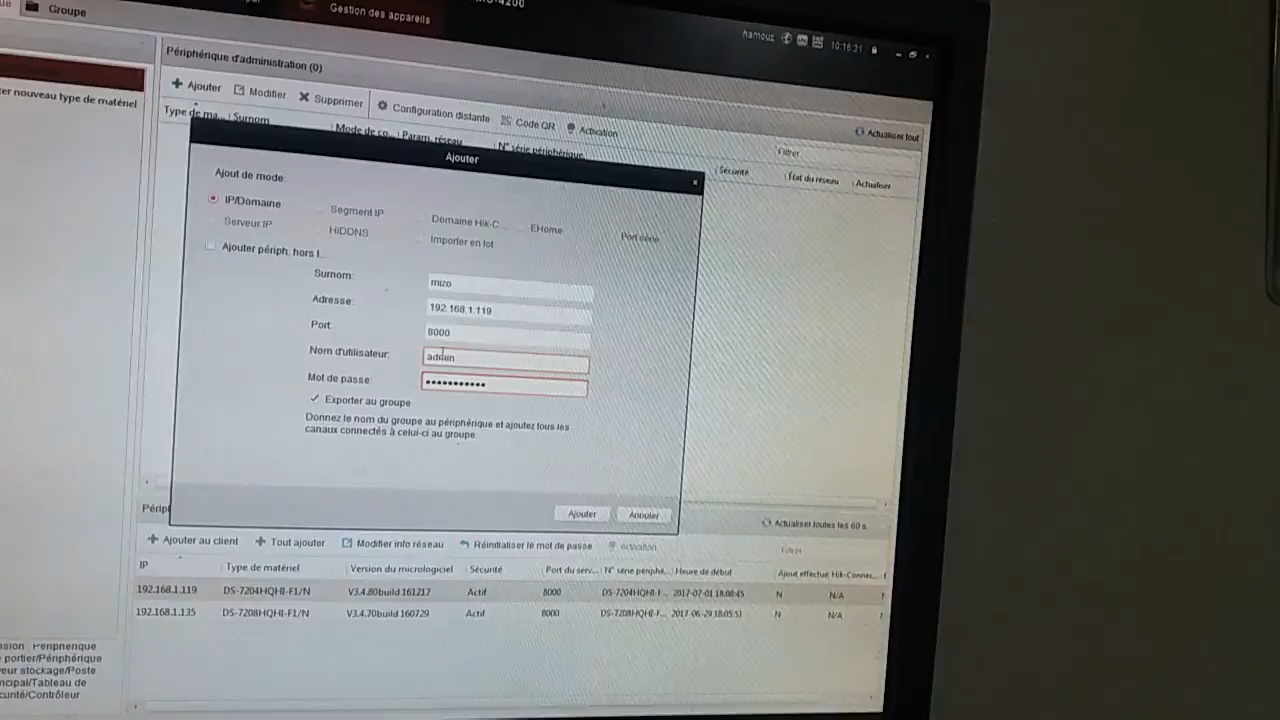 Groupe
Gestion des appareils
hamouz
10:16:31
Périphérique d'administration (0)
Ajouter Modifier Supprimer Configuration distante Code QR Activation
Actualiser tout
Filtrer
nouveau type de matériel
Type de ma... Surnom Mode de co... Param. réseau N° série périphérique Sécurité État du réseau Actualiser
Ajouter
Ajout de mode:
IP/Domaine Segment IP Domaine Hik-C... EHome Port série
Serveur IP HiDDNS Importer en lot
Ajouter périph. hors l...
Surnom: mizo
Adresse: 192.168.1.119
Port: 8000
Nom d'utilisateur: admin
Mot de passe: •••••••••••
Exporter au groupe
Donnez le nom du groupe au périphérique et ajoutez tous les
canaux connectés à celui-ci au groupe.
Ajouter Annuler
Périph
Actualiser toutes les 60 s.
Ajouter au client Tout ajouter Modifier info réseau Réinitialiser le mot de passe Activation
Filtrer
IP Type de matériel Version du micrologiciel Sécurité Port du serv... N° série périphé... Heure de début Ajout effectué Hik-Connec...
192.168.1.119 DS-7204HQHI-F1/N V3.4.80build 161217 Actif 8000 DS-7204HQHI-F... 2017-07-01 18:08:45 N N/A
192.168.1.135 DS-7208HQHI-F1/N V3.4.70build 160729 Actif 8000 DS-7208HQHI-F... 2017-06-29 18:05:51 N N/A
Périphérique
portier/Périphérique
stockage/Poste
ncipal/Tableau de
curité/Contrôleur